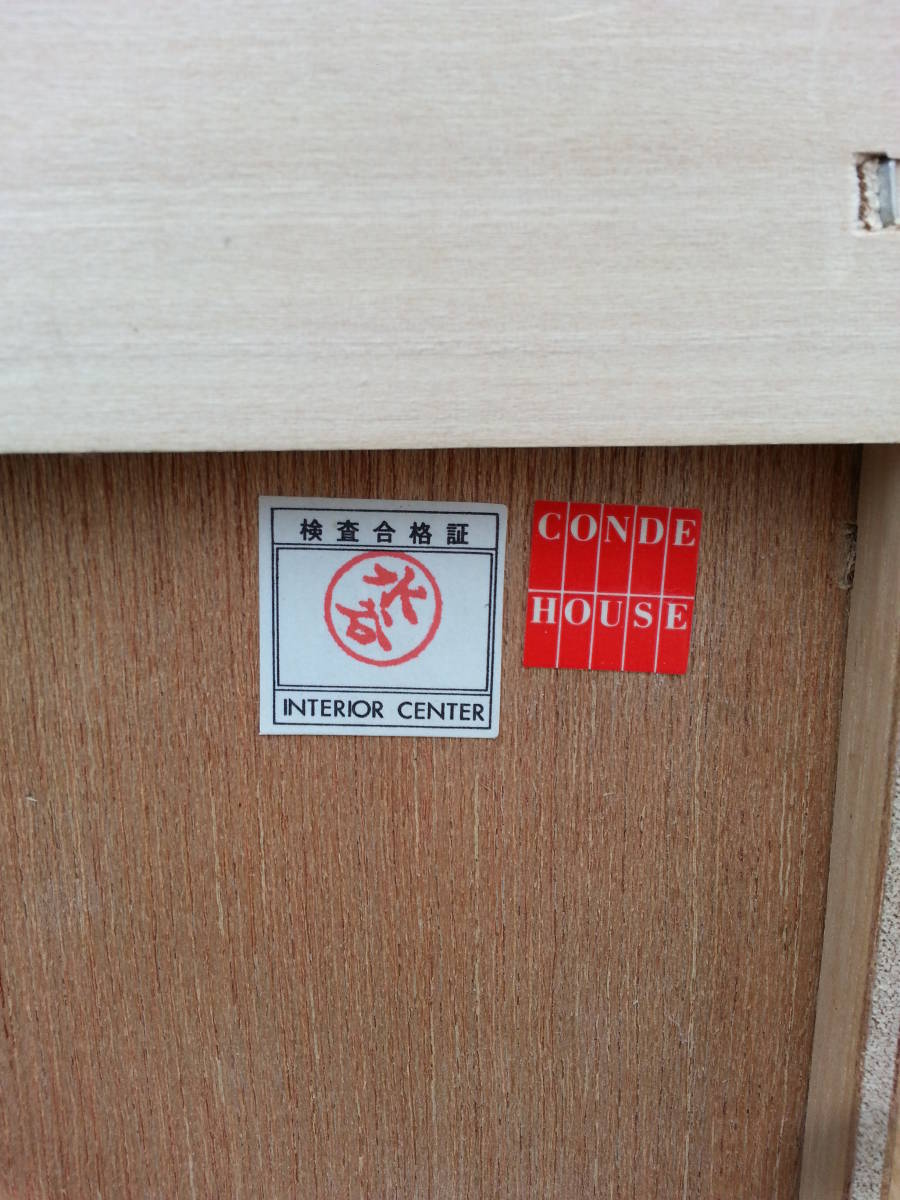 検査合格証
INTERIOR CENTER
CONDE
HOUSE